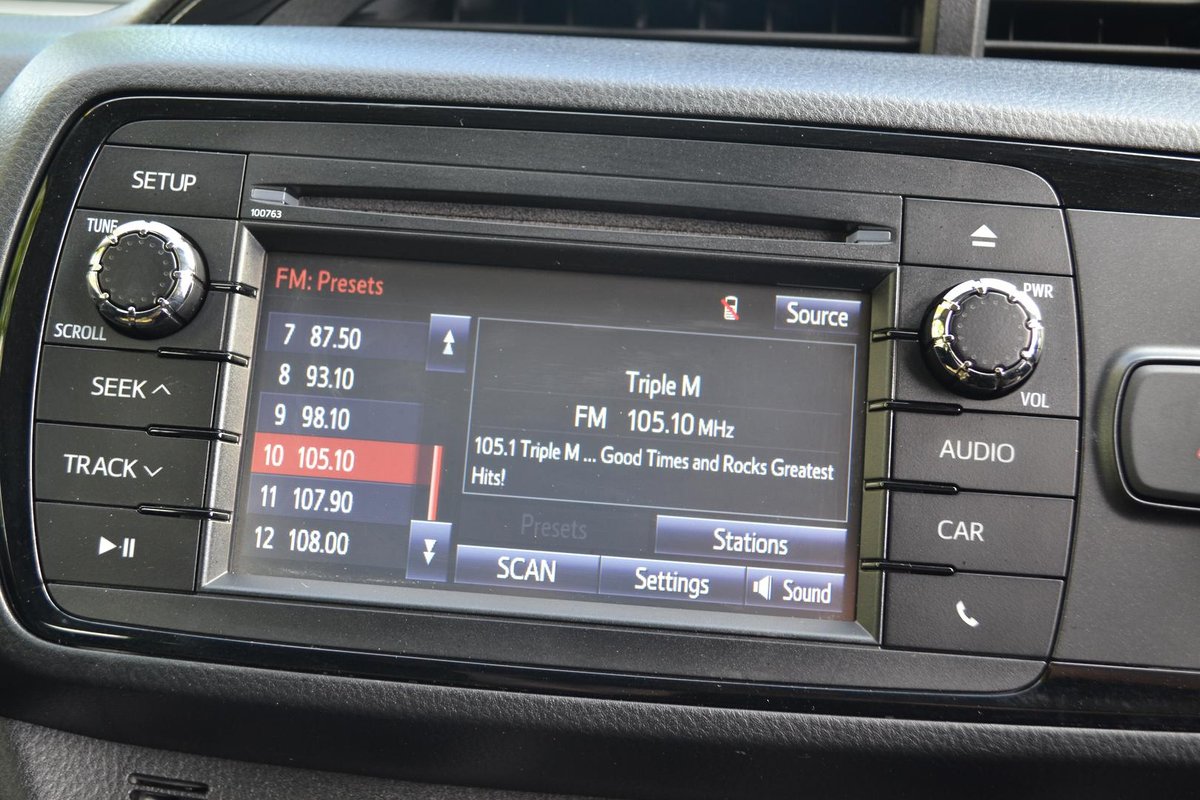 SETUP
100763
TUNE
SCROLL
SEEK
TRACK
FM: Presets
Source
7 87.50
8 93.10
9 98.10
10 105.10
11 107.90
12 108.00
Triple M
FM 105.10 MHz
105.1 Triple M ... Good Times and Rocks Greatest
Hits!
Presets
Stations
SCAN
Settings
Sound
PWR
VOL
AUDIO
CAR